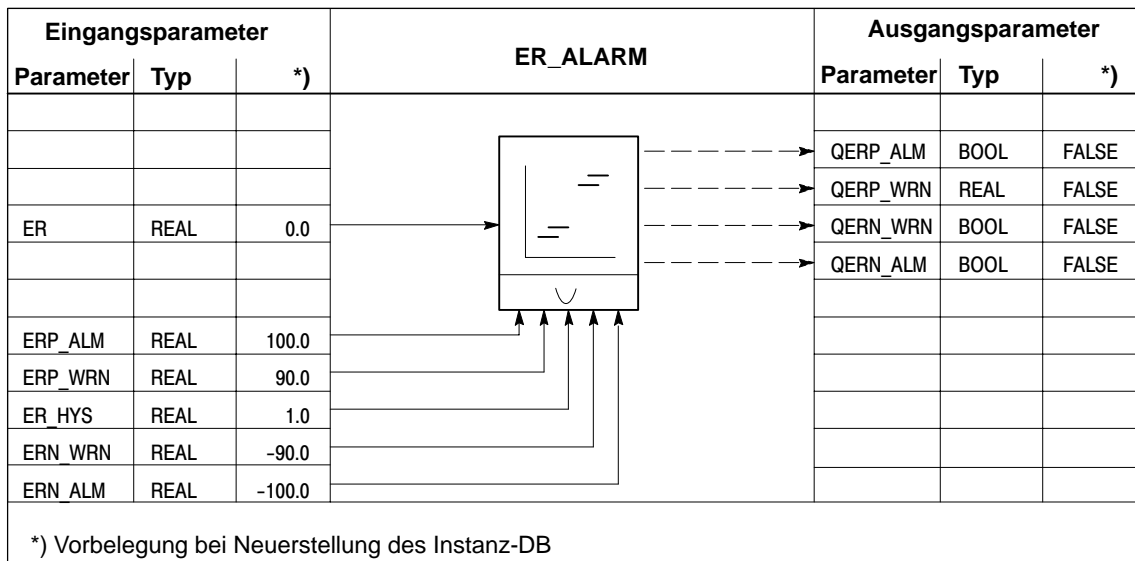 Eingangsparameter ER_ALARM Ausgangsparameter
Parameter Typ *) Parameter Typ *)
QERP_ALM BOOL FALSE
QERP_WRN REAL FALSE
ER REAL 0.0 QERN_WRN BOOL FALSE
QERN_ALM BOOL FALSE
ERP_ALM REAL 100.0
ERP_WRN REAL 90.0
ER_HYS REAL 1.0
ERN_WRN REAL -90.0
ERN_ALM REAL -100.0
*) Vorbelegung bei Neuerstellung des Instanz-DB